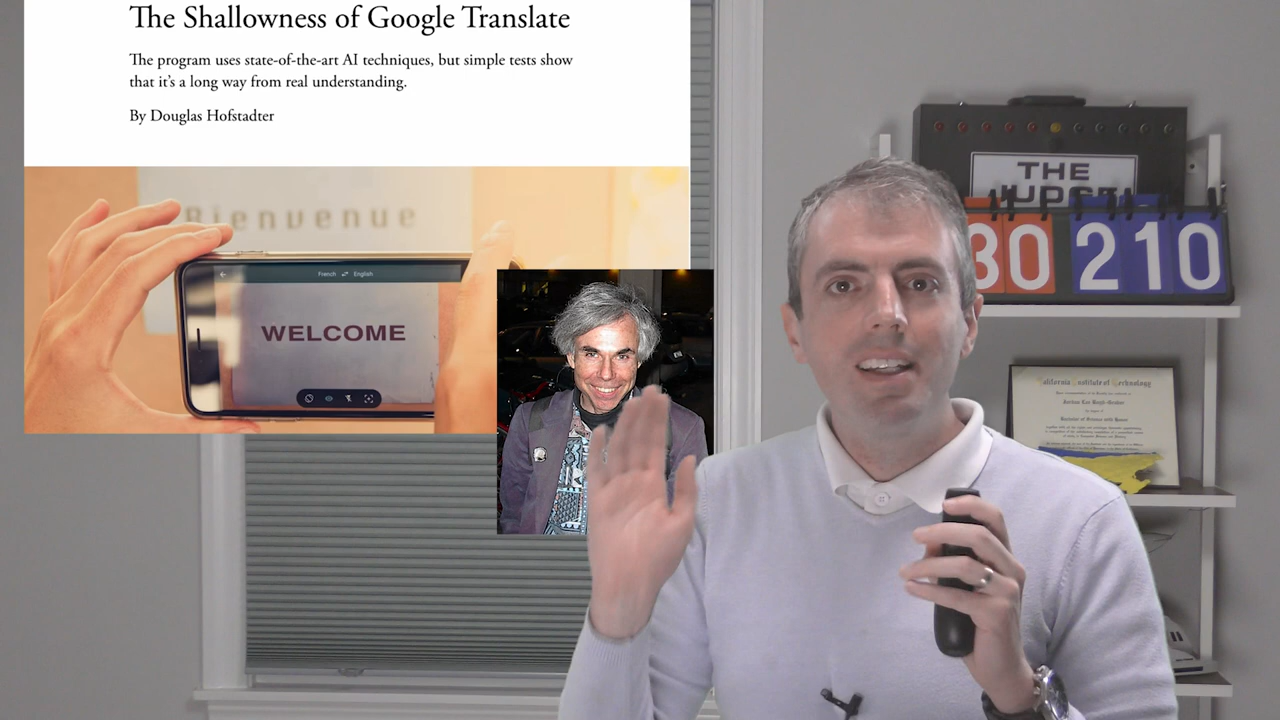 The Shallowness of Google Translate
The program uses state-of-the-art AI techniques, but simple tests show
that it's a long way from real understanding.
By Douglas Hofstadter
Bienvenue
French
English
WELCOME
THE
JUDGE
30 210
California Institute of Technology